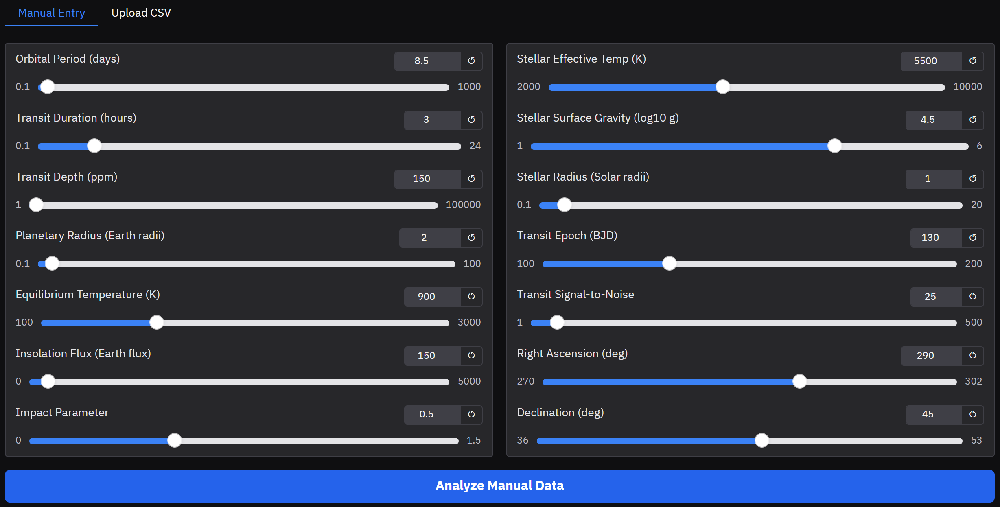 Manual Entry
Upload CSV
Orbital Period (days)
8.5
0.1
1000
Transit Duration (hours)
3
0.1
24
Transit Depth (ppm)
150
1
100000
Planetary Radius (Earth radii)
2
0.1
100
Equilibrium Temperature (K)
900
100
3000
Insolation Flux (Earth flux)
150
0
5000
Impact Parameter
0.5
0
1.5
Stellar Effective Temp (K)
5500
2000
10000
Stellar Surface Gravity (log10 g)
4.5
1
6
Stellar Radius (Solar radii)
1
0.1
20
Transit Epoch (BJD)
130
100
200
Transit Signal-to-Noise
25
1
500
Right Ascension (deg)
290
270
302
Declination (deg)
45
36
53
Analyze Manual Data